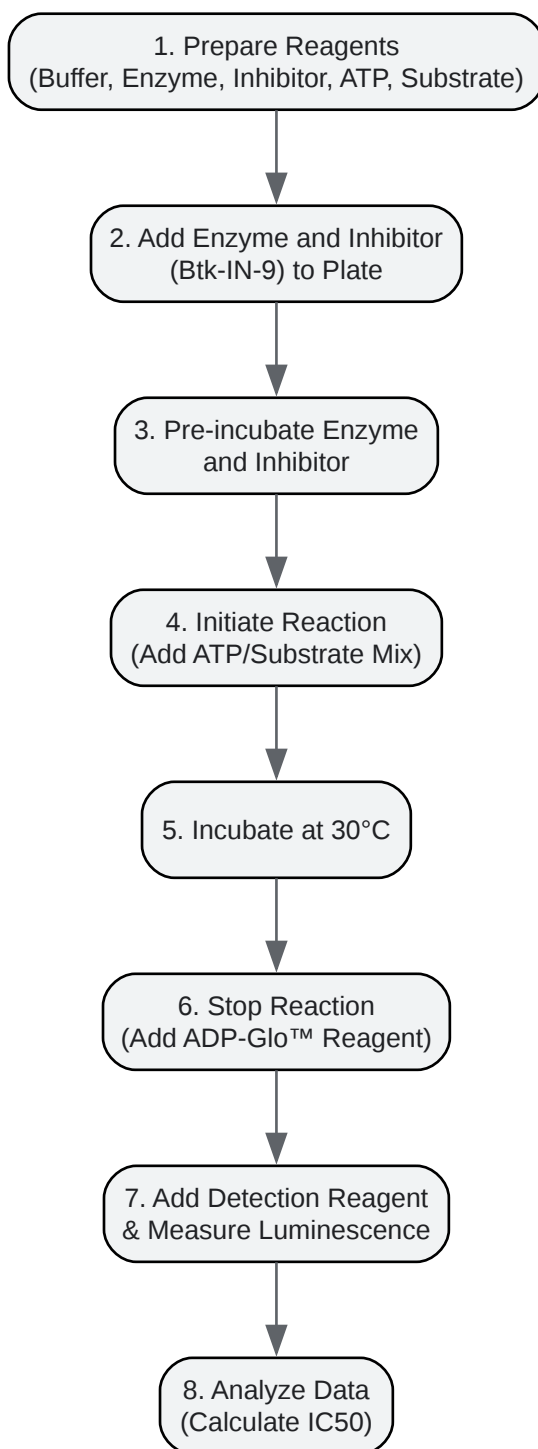 1. Prepare Reagents
(Buffer, Enzyme, Inhibitor, ATP, Substrate)
2. Add Enzyme and Inhibitor
(Btk-IN-9) to Plate
3. Pre-incubate Enzyme
and Inhibitor
4. Initiate Reaction
(Add ATP/Substrate Mix)
5. Incubate at 30°C
6. Stop Reaction
(Add ADP-Glo™ Reagent)
7. Add Detection Reagent
& Measure Luminescence
8. Analyze Data
(Calculate IC50)